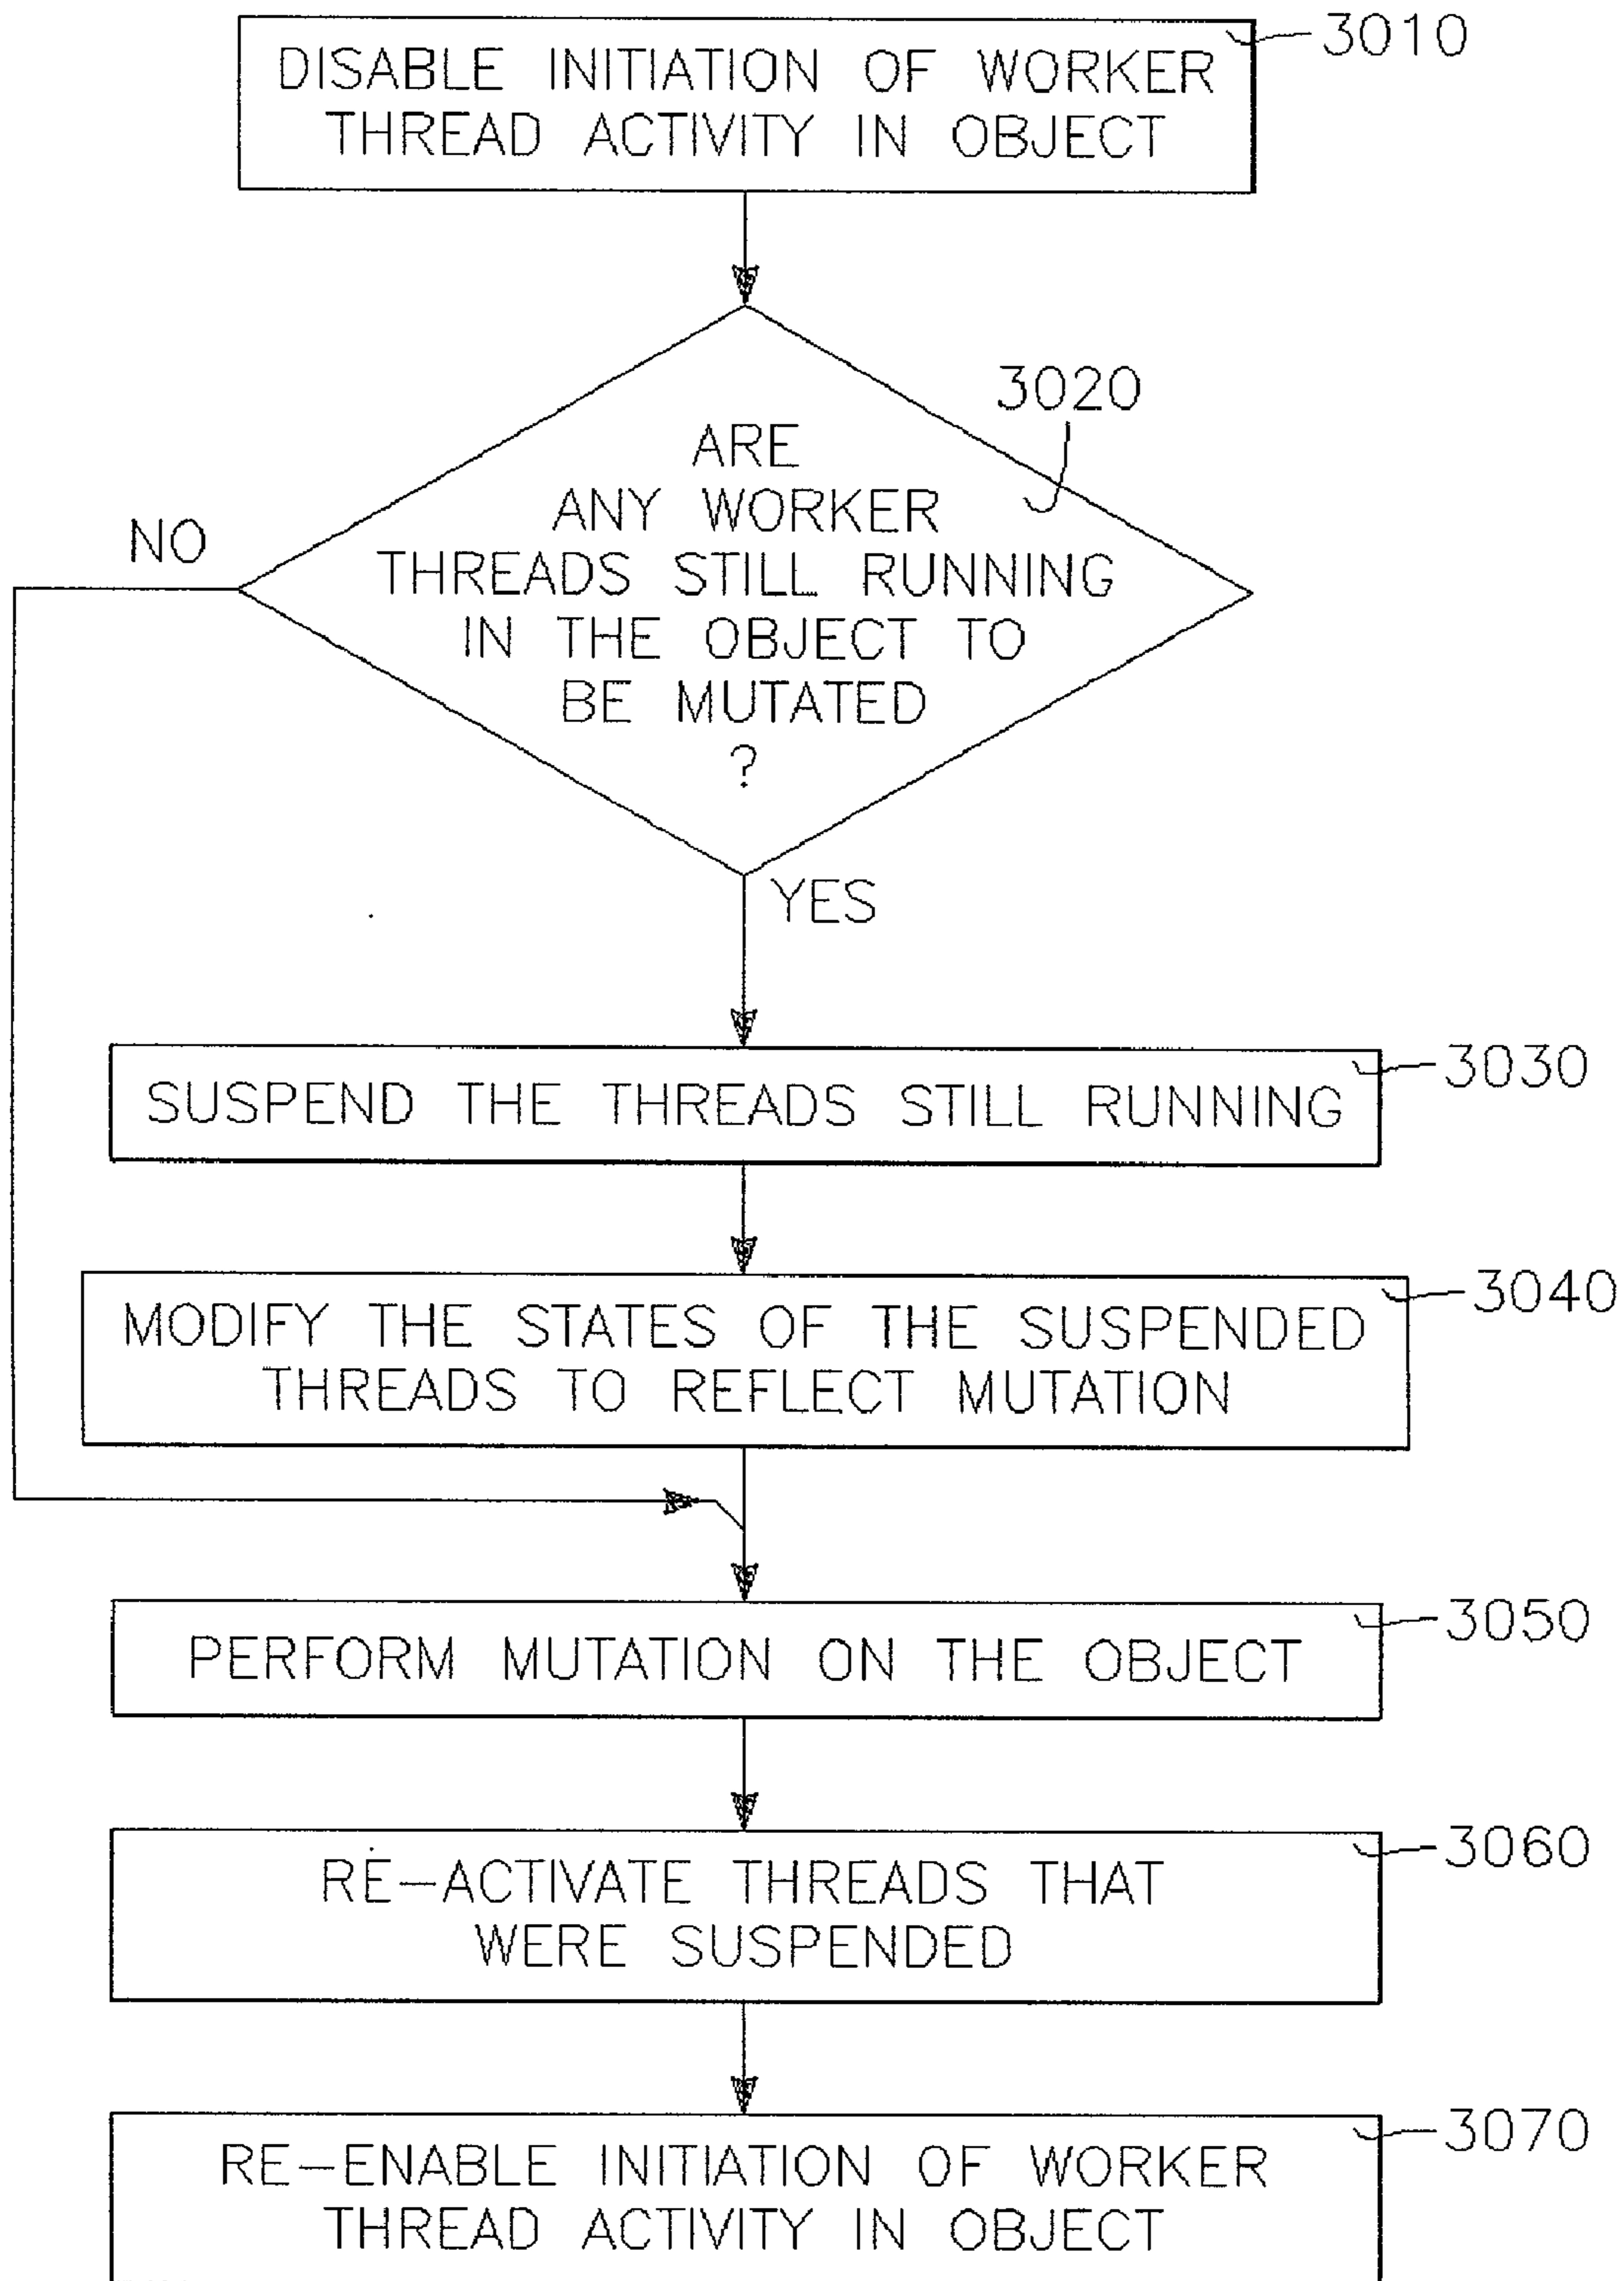 3010
DISABLE INITIATION OF WORKER
THREAD ACTIVITY IN OBJECT
3020
ARE
ANY WORKER
THREADS STILL RUNNING
IN THE OBJECT TO
BE MUTATED
?
NO
YES
3030
SUSPEND THE THREADS STILL RUNNING
3040
MODIFY THE STATES OF THE SUSPENDED
THREADS TO REFLECT MUTATION
3050
PERFORM MUTATION ON THE OBJECT
3060
RE-ACTIVATE THREADS THAT
WERE SUSPENDED
3070
RE-ENABLE INITIATION OF WORKER
THREAD ACTIVITY IN OBJECT